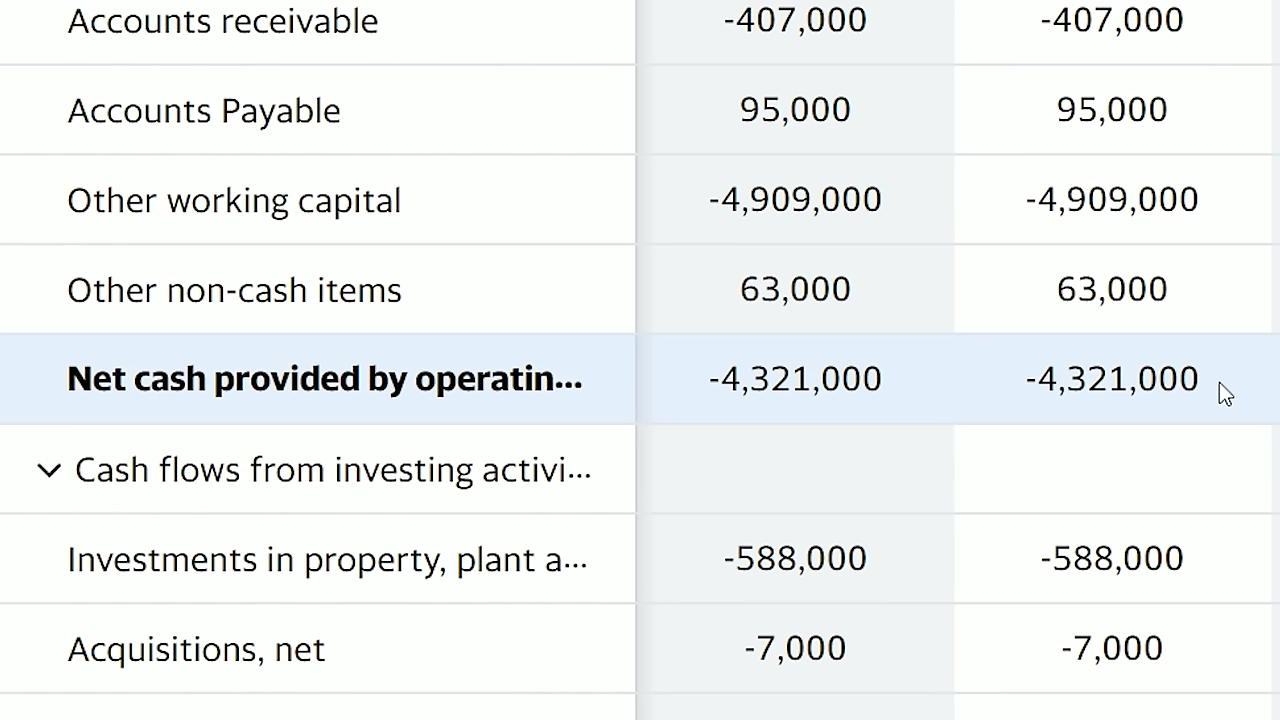 Accounts receivable -407,000 -407,000
Accounts Payable 95,000 95,000
Other working capital -4,909,000 -4,909,000
Other non-cash items 63,000 63,000
Net cash provided by operatin... -4,321,000 -4,321,000
Cash flows from investing activi...
Investments in property, plant a... -588,000 -588,000
Acquisitions, net -7,000 -7,000